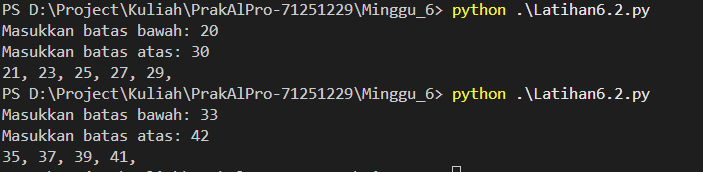 PS D:\Project\Kuliah\PrakAlPro-71251229\Minggu_6> python .\Latihan6.2.py
Masukkan batas bawah: 20
Masukkan batas atas: 30
21, 23, 25, 27, 29,
PS D:\Project\Kuliah\PrakAlPro-71251229\Minggu_6> python .\Latihan6.2.py
Masukkan batas bawah: 33
Masukkan batas atas: 42
35, 37, 39, 41,